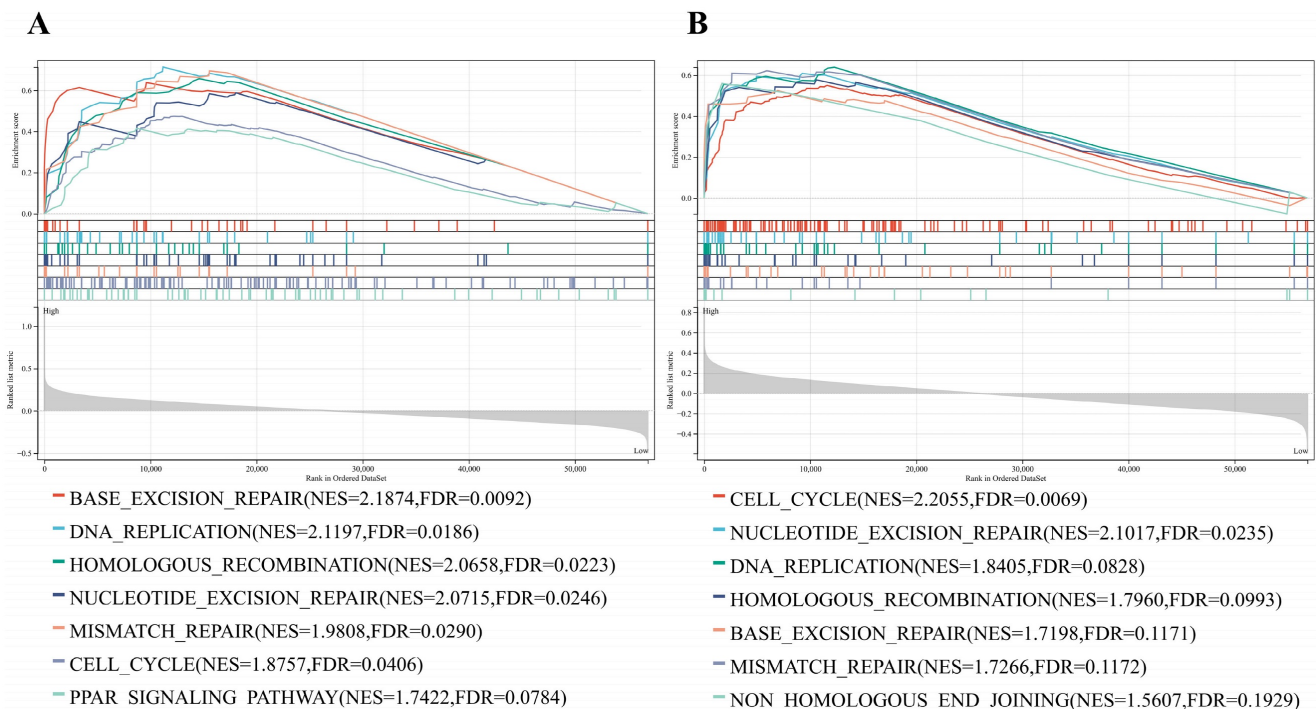 A
B
Enrichment score
0.6
0.4
0.2
0.0
High
Ranked list metric
1.0
0.5
0.0
−0.5
Low
0
10,000
20,000
30,000
40,000
50,000
Rank in Ordered DataSet
BASE_EXCISION_REPAIR(NES=2.1874,FDR=0.0092)
DNA_REPLICATION(NES=2.1197,FDR=0.0186)
HOMOLOGOUS_RECOMBINATION(NES=2.0658,FDR=0.0223)
NUCLEOTIDE_EXCISION_REPAIR(NES=2.0715,FDR=0.0246)
MISMATCH_REPAIR(NES=1.9808,FDR=0.0290)
CELL_CYCLE(NES=1.8757,FDR=0.0406)
PPAR_SIGNALING_PATHWAY(NES=1.7422,FDR=0.0784)
Enrichment score
0.6
0.4
0.2
0.0
High
Ranked list metric
0.8
0.6
0.4
0.2
0.0
−0.2
−0.4
Low
0
10,000
20,000
30,000
40,000
50,000
Rank in Ordered DataSet
CELL_CYCLE(NES=2.2055,FDR=0.0069)
NUCLEOTIDE_EXCISION_REPAIR(NES=2.1017,FDR=0.0235)
DNA_REPLICATION(NES=1.8405,FDR=0.0828)
HOMOLOGOUS_RECOMBINATION(NES=1.7960,FDR=0.0993)
BASE_EXCISION_REPAIR(NES=1.7198,FDR=0.1171)
MISMATCH_REPAIR(NES=1.7266,FDR=0.1172)
NON_HOMOLOGOUS_END_JOINING(NES=1.5607,FDR=0.1929)